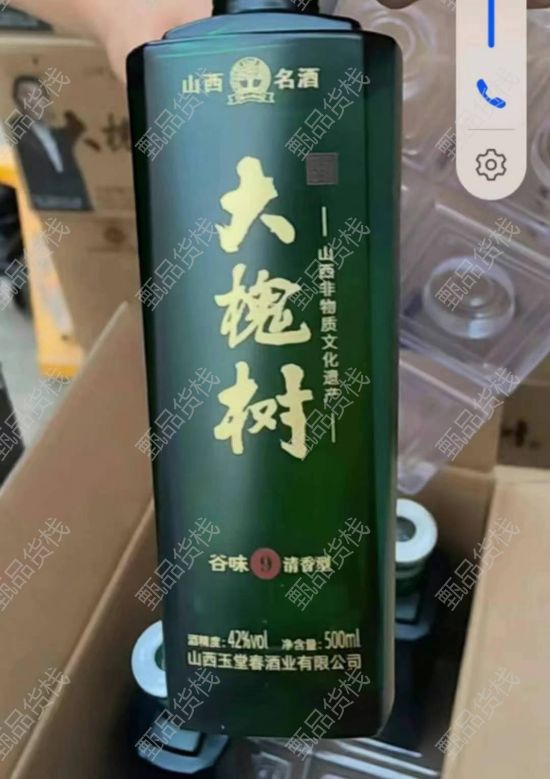 山西 名酒
大槐树
山西非物质文化遗产
谷味 9 清香型
酒精度：42%vol 净含量：500ml
山西玉堂春酒业有限公司
大槐
甄品货栈